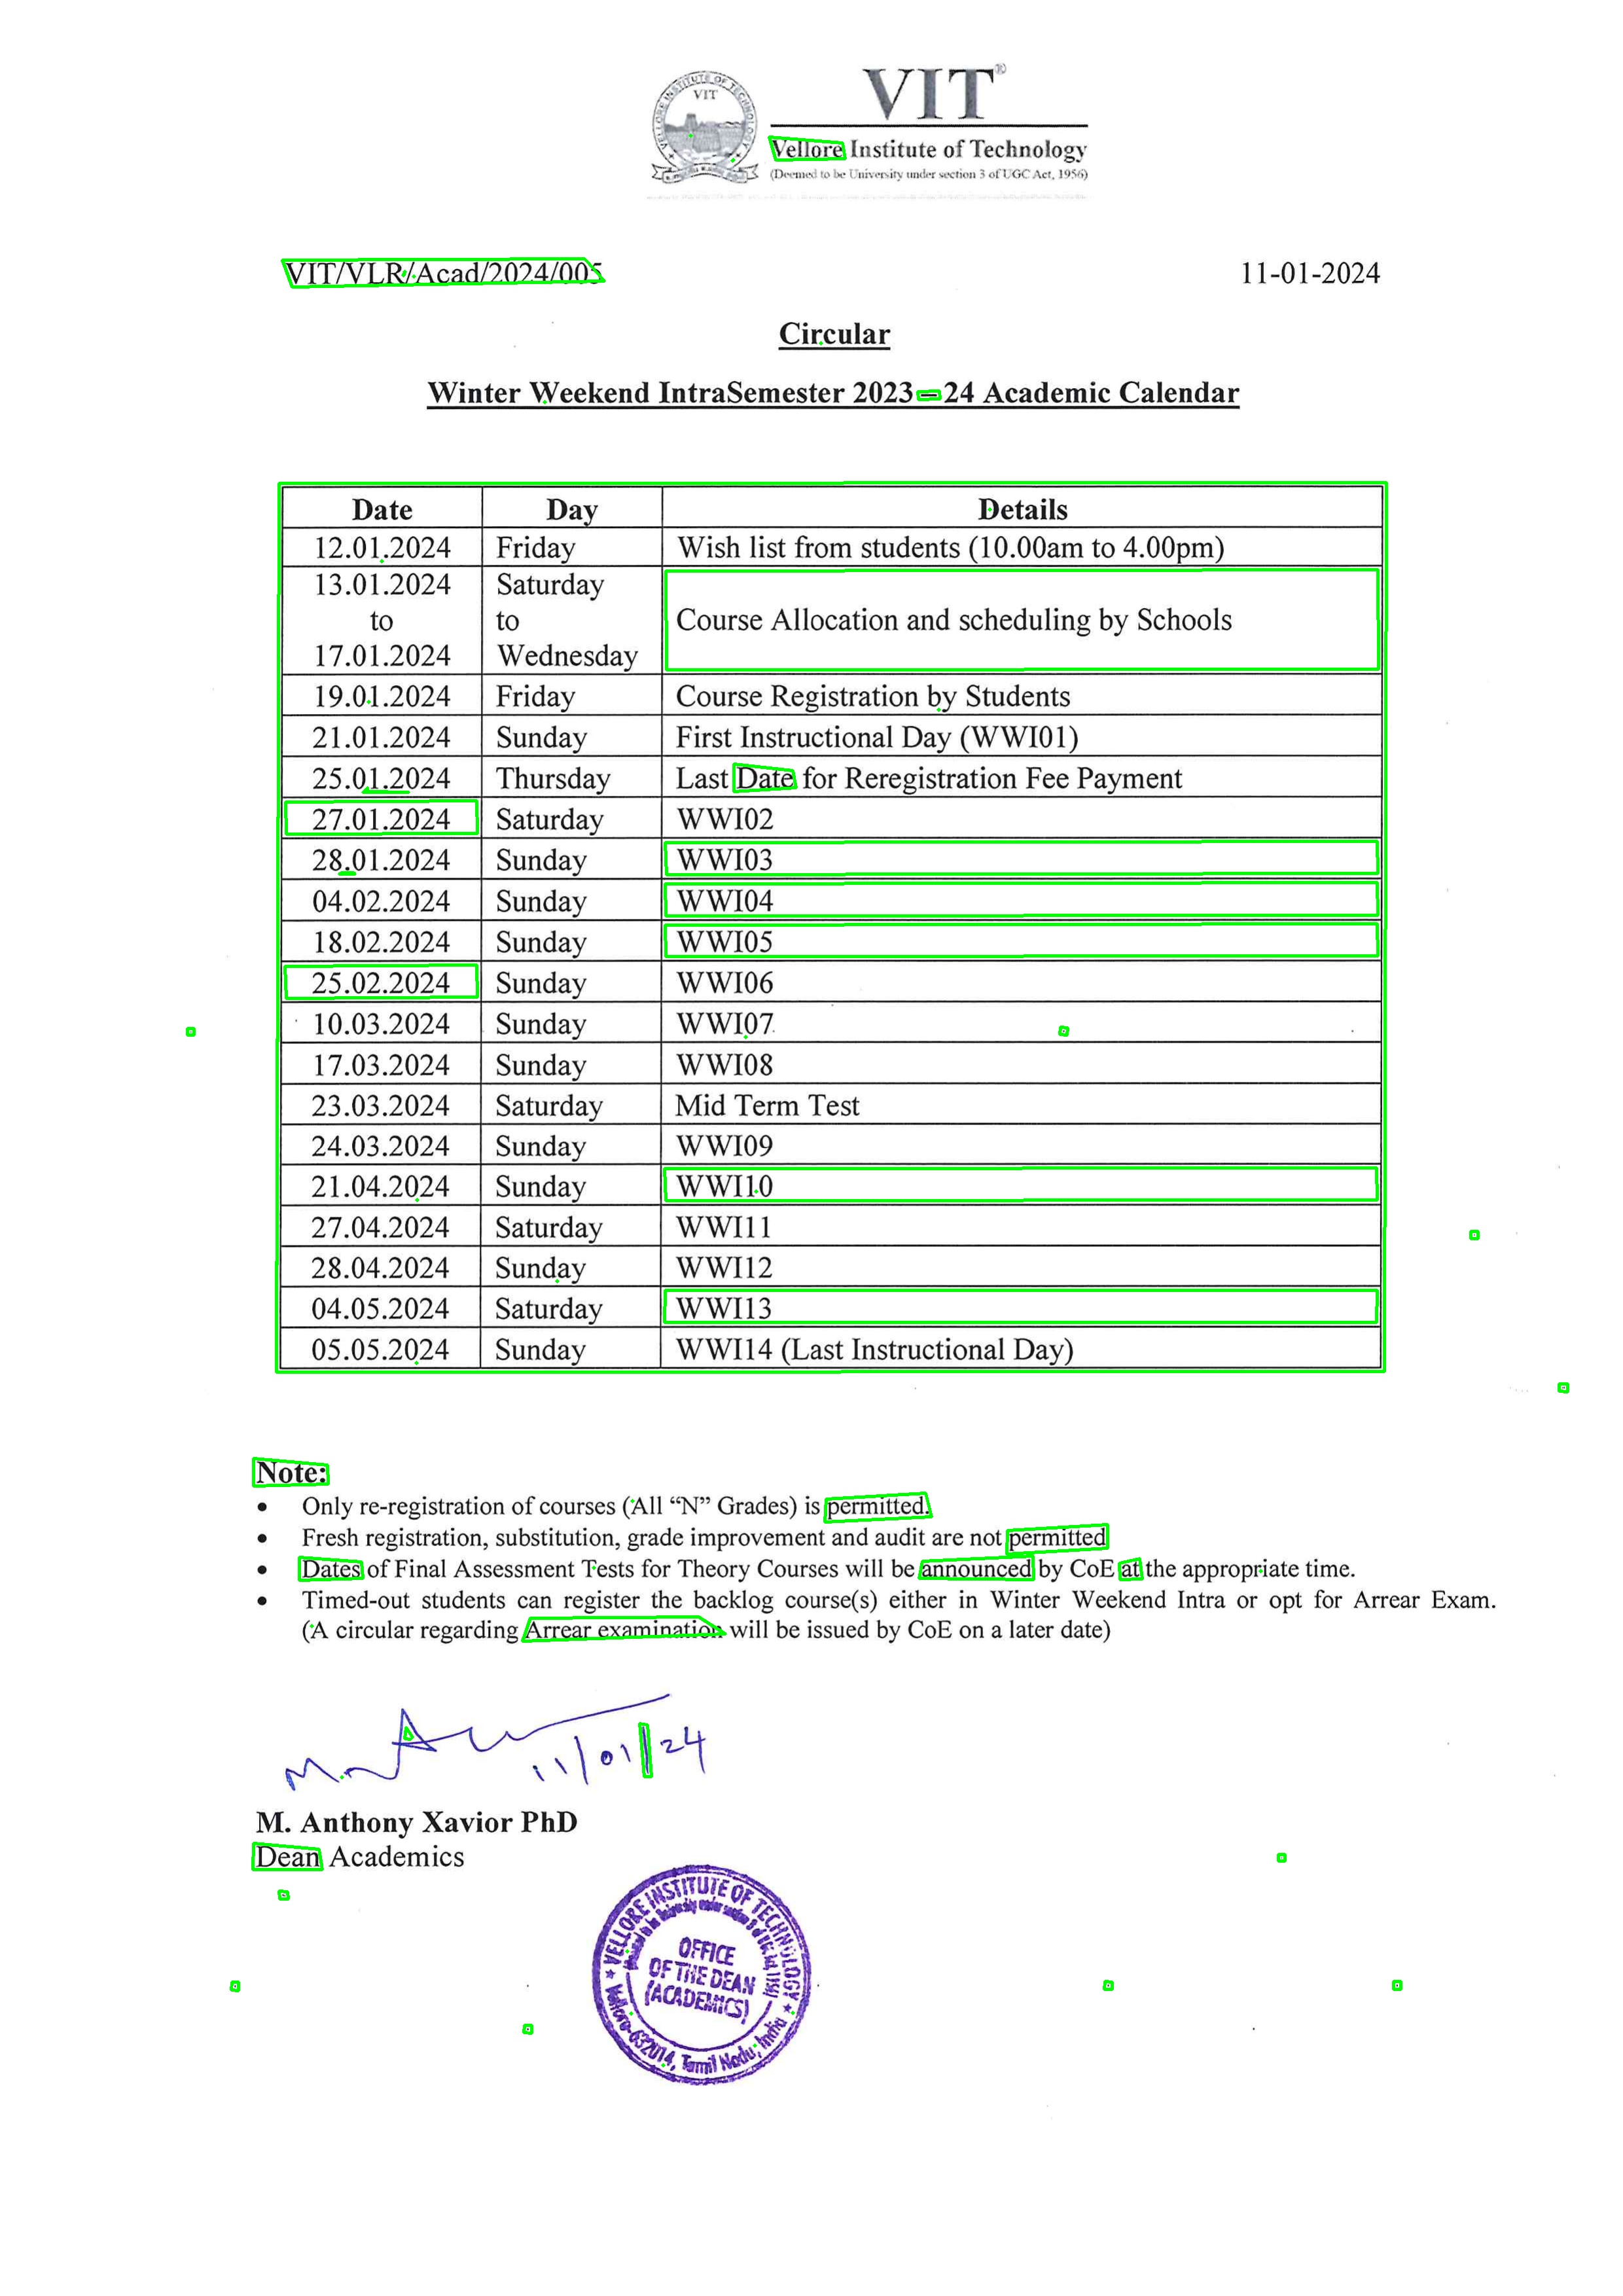 VELLORE INSTITUTE OF TECHNOLOGY
VIT
VIT®
Vellore Institute of Technology
(Deemed to be University under section 3 of UGC Act, 1956)
VIT/VLR/Acad/2024/005 11-01-2024
Circular
Winter Weekend IntraSemester 2023 – 24 Academic Calendar
Date Day Details
12.01.2024 Friday Wish list from students (10.00am to 4.00pm)
13.01.2024 Saturday
to to Course Allocation and scheduling by Schools
17.01.2024 Wednesday
19.01.2024 Friday Course Registration by Students
21.01.2024 Sunday First Instructional Day (WWI01)
25.01.2024 Thursday Last Date for Reregistration Fee Payment
27.01.2024 Saturday WWI02
28.01.2024 Sunday WWI03
04.02.2024 Sunday WWI04
18.02.2024 Sunday WWI05
25.02.2024 Sunday WWI06
10.03.2024 Sunday WWI07
17.03.2024 Sunday WWI08
23.03.2024 Saturday Mid Term Test
24.03.2024 Sunday WWI09
21.04.2024 Sunday WWI10
27.04.2024 Saturday WWI11
28.04.2024 Sunday WWI12
04.05.2024 Saturday WWI13
05.05.2024 Sunday WWI14 (Last Instructional Day)
Note:
• Only re-registration of courses (All “N” Grades) is permitted.
• Fresh registration, substitution, grade improvement and audit are not permitted
• Dates of Final Assessment Tests for Theory Courses will be announced by CoE at the appropriate time.
• Timed-out students can register the backlog course(s) either in Winter Weekend Intra or opt for Arrear Exam.
(A circular regarding Arrear examination will be issued by CoE on a later date)
11/01/24
M. Anthony Xavior PhD
Dean Academics
VELLORE INSTITUTE OF TECHNOLOGY
OFFICE
OF THE DEAN
(ACADEMICS)
Vellore-632014, Tamil Nadu, India